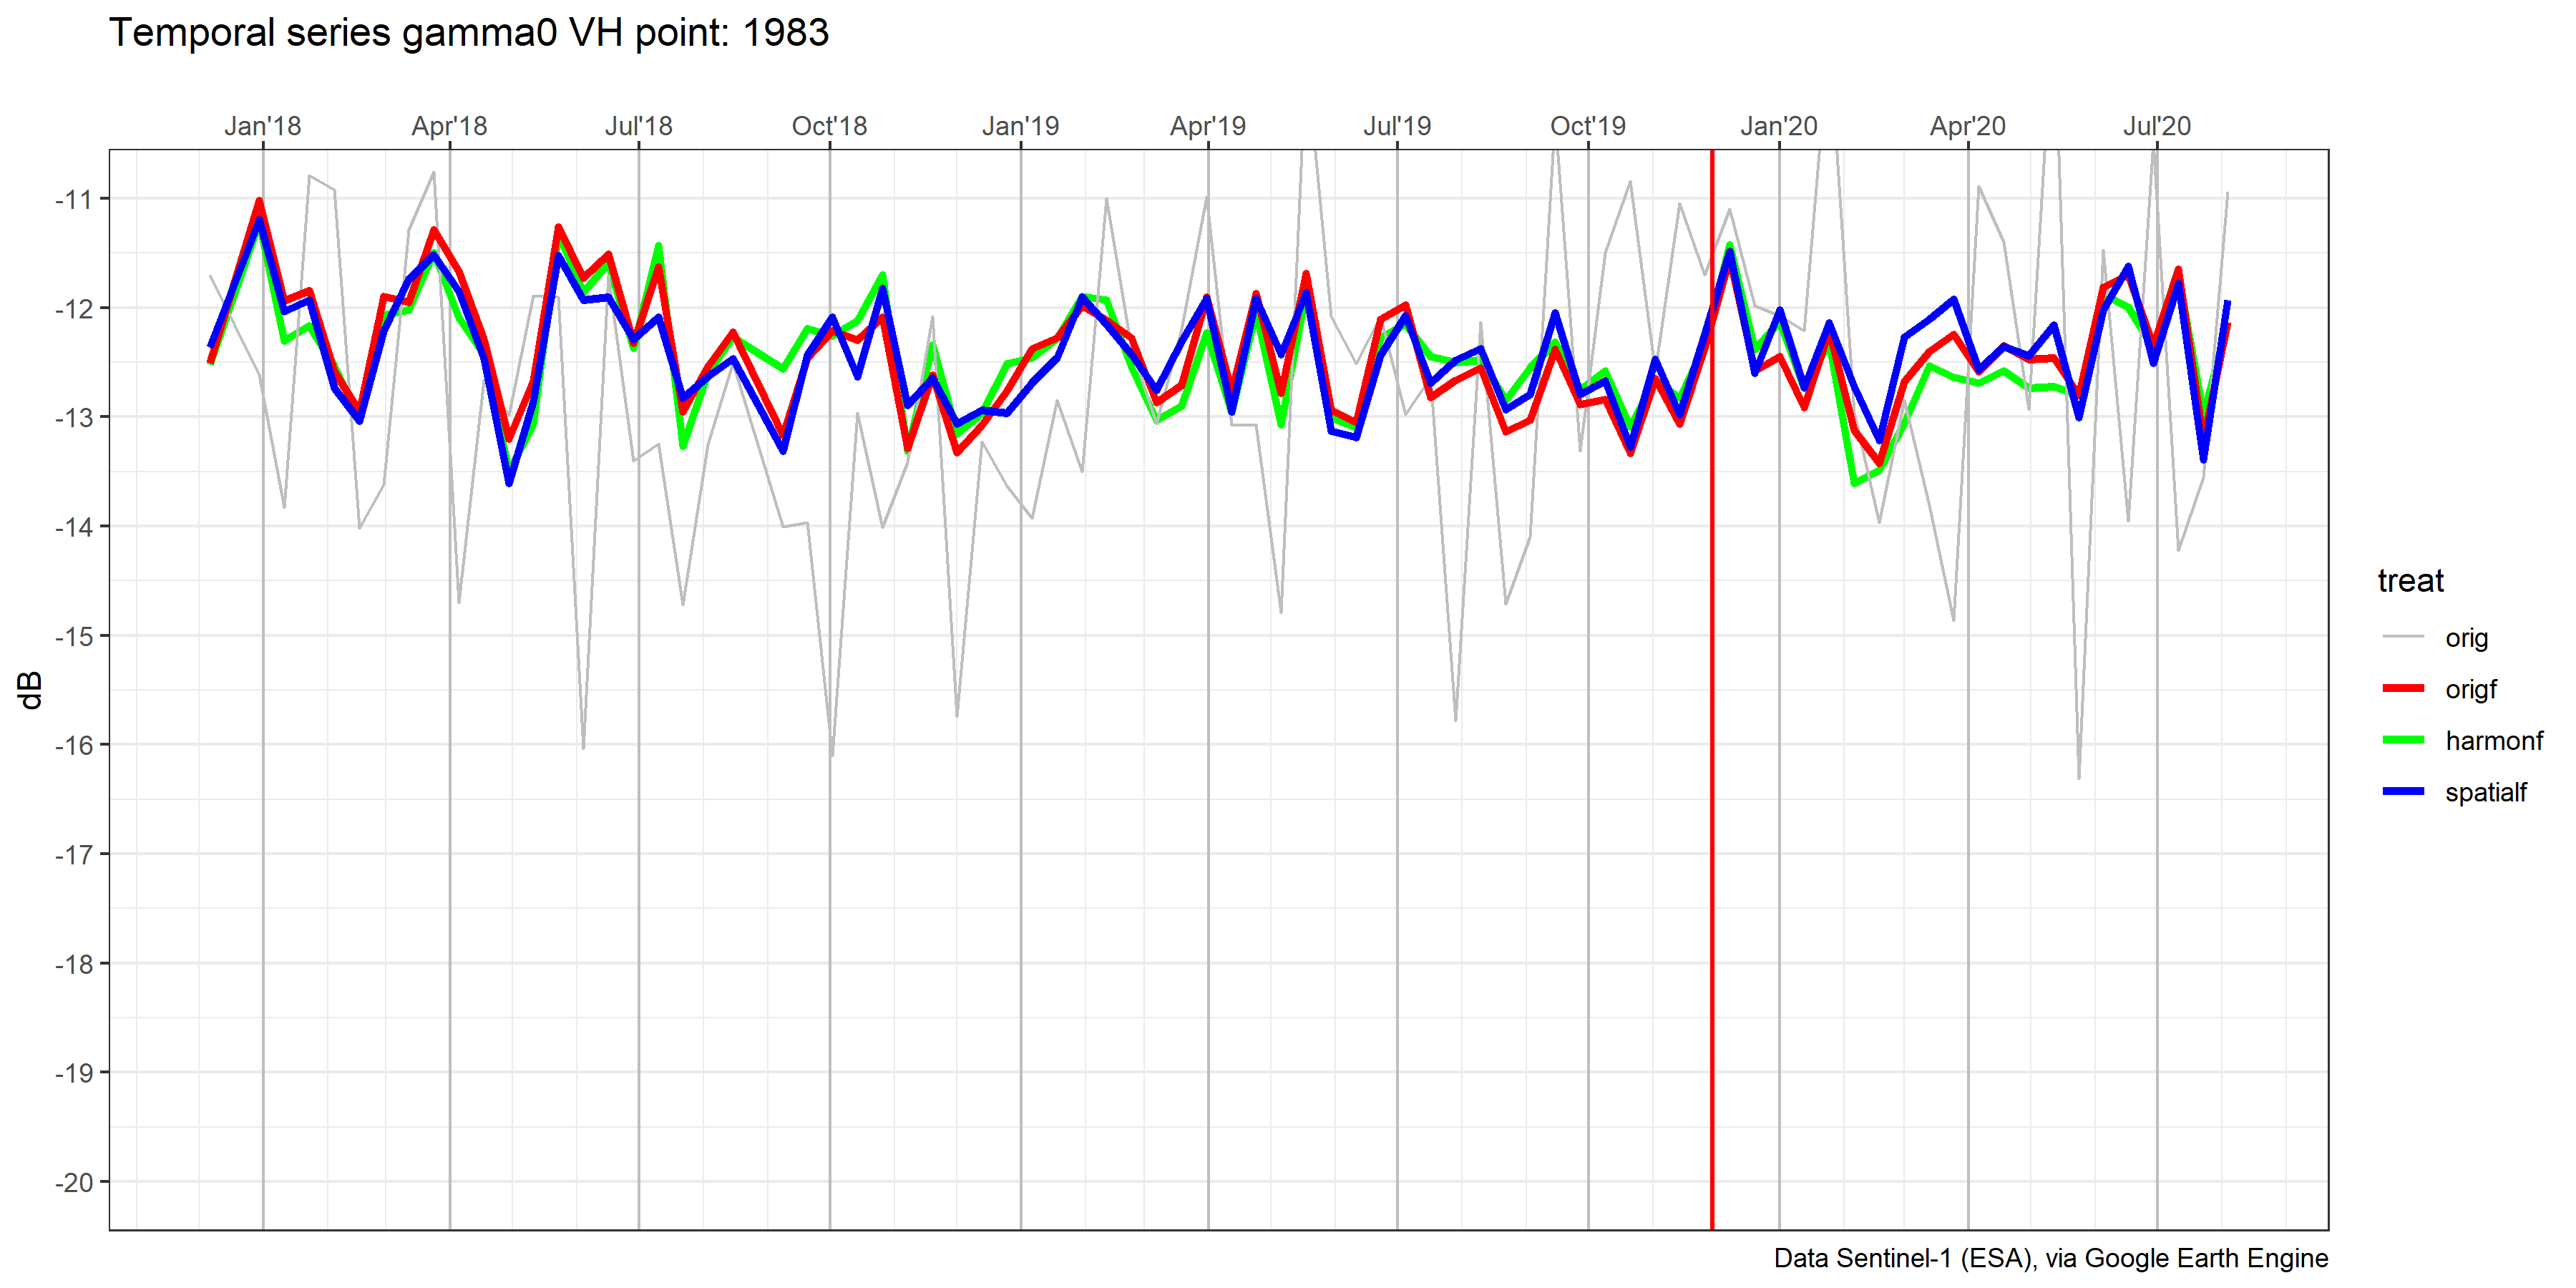 Temporal series gamma0 VH point: 1983
Jan'18 Apr'18 Jul'18 Oct'18 Jan'19 Apr'19 Jul'19 Oct'19 Jan'20 Apr'20 Jul'20
-11
-12
-13
-14
-15
-16
-17
-18
-19
-20
dB
treat
orig
origf
harmonf
spatialf
Data Sentinel-1 (ESA), via Google Earth Engine